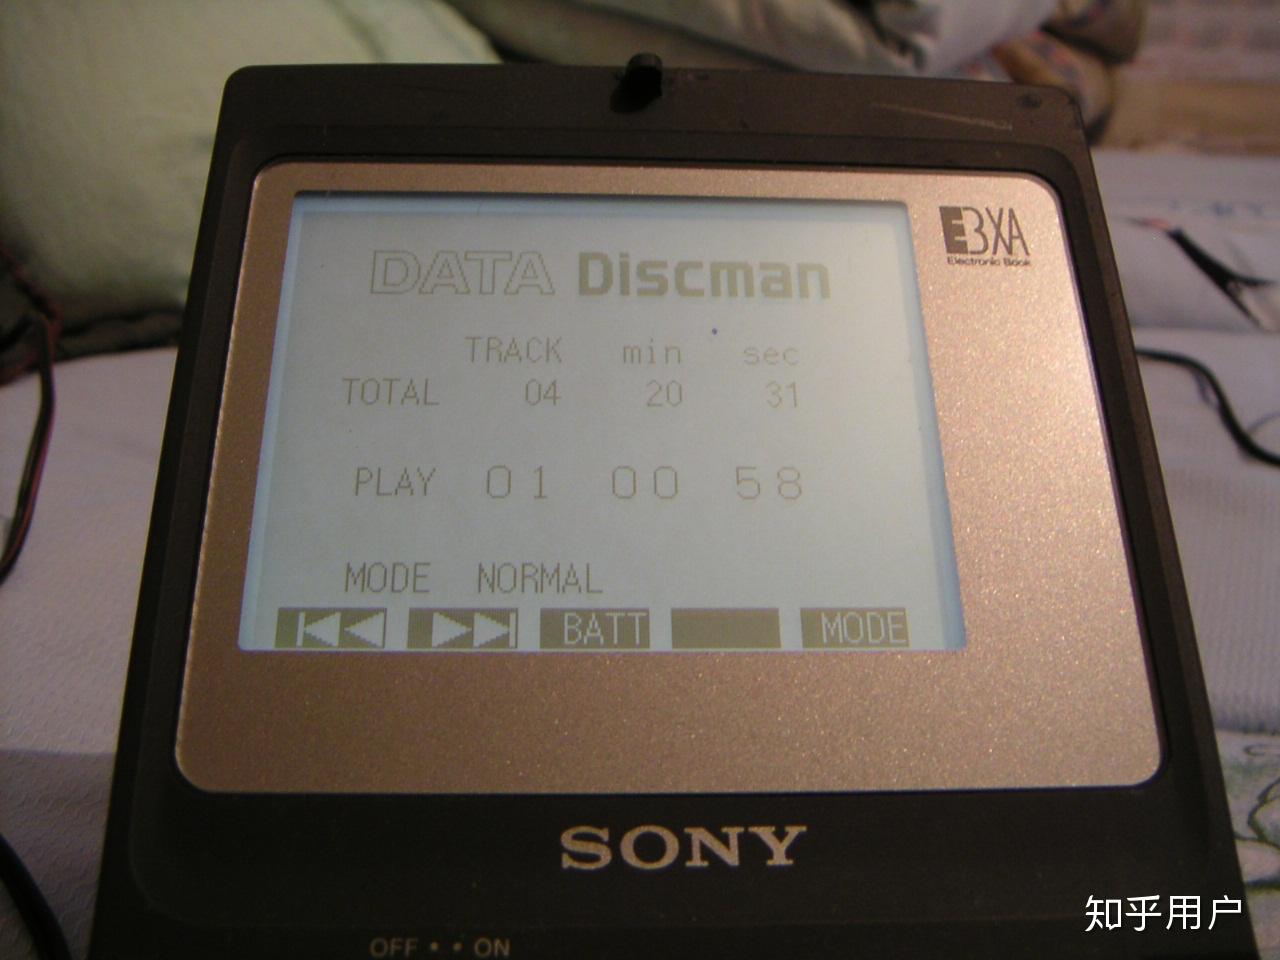 EBXA
Electronic Book
DATA Discman
TRACK min sec
TOTAL 04 20 31
PLAY 01 00 58
MODE NORMAL
BATT MODE
SONY
OFF • • ON
知乎用户